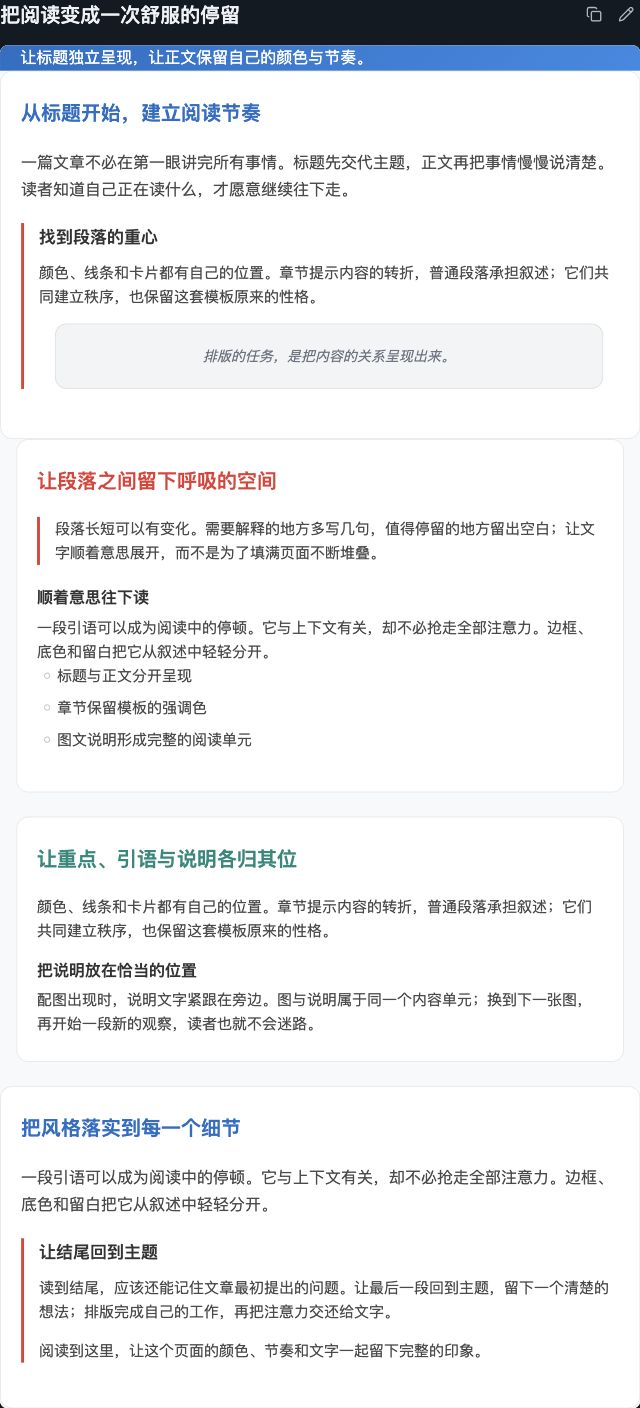 把阅读变成一次舒服的停留
让标题独立呈现，让正文保留自己的颜色与节奏。
从标题开始，建立阅读节奏
一篇文章不必在第一眼讲完所有事情。标题先交代主题，正文再把事情慢慢说清楚。
读者知道自己正在读什么，才愿意继续往下走。
找到段落的重心
颜色、线条和卡片都有自己的位置。章节提示内容的转折，普通段落承担叙述；它们共
同建立秩序，也保留这套模板原来的性格。
排版的任务，是把内容的关系呈现出来。
让段落之间留下呼吸的空间
段落长短可以有变化。需要解释的地方多写几句，值得停留的地方留出空白；让文
字顺着意思展开，而不是为了填满页面不断堆叠。
顺着意思往下读
一段引语可以成为阅读中的停顿。它与上下文有关，却不必抢走全部注意力。边框、
底色和留白把它从叙述中轻轻分开。
标题与正文分开呈现
章节保留模板的强调色
图文说明形成完整的阅读单元
让重点、引语与说明各归其位
颜色、线条和卡片都有自己的位置。章节提示内容的转折，普通段落承担叙述；它们
共同建立秩序，也保留这套模板原来的性格。
把说明放在恰当的位置
配图出现时，说明文字紧跟在旁边。图与说明属于同一个内容单元；换到下一张图，
再开始一段新的观察，读者也就不会迷路。
把风格落实到每一个细节
一段引语可以成为阅读中的停顿。它与上下文有关，却不必抢走全部注意力。边框、
底色和留白把它从叙述中轻轻分开。
让结尾回到主题
读到结尾，应该还能记住文章最初提出的问题。让最后一段回到主题，留下一个清楚的
想法；排版完成自己的工作，再把注意力交还给文字。
阅读到这里，让这个页面的颜色、节奏和文字一起留下完整的印象。